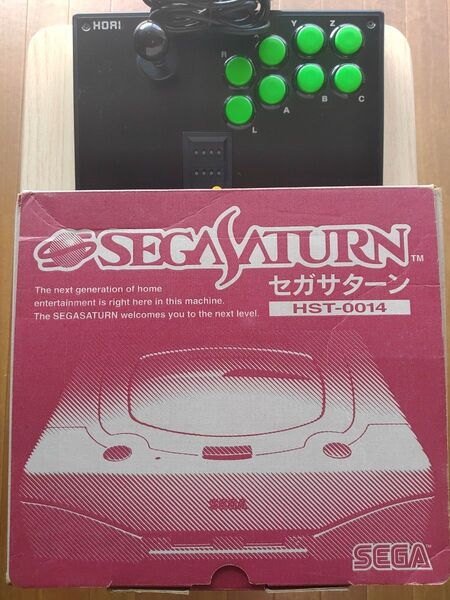 HORI
X
Y
Z
R
L
A
B
C
SEGASATURN™
セガサターン
HST-0014
The next generation of home
entertainment is right here in this machine.
The SEGASATURN welcomes you to the next level.
SEGA
SEGA